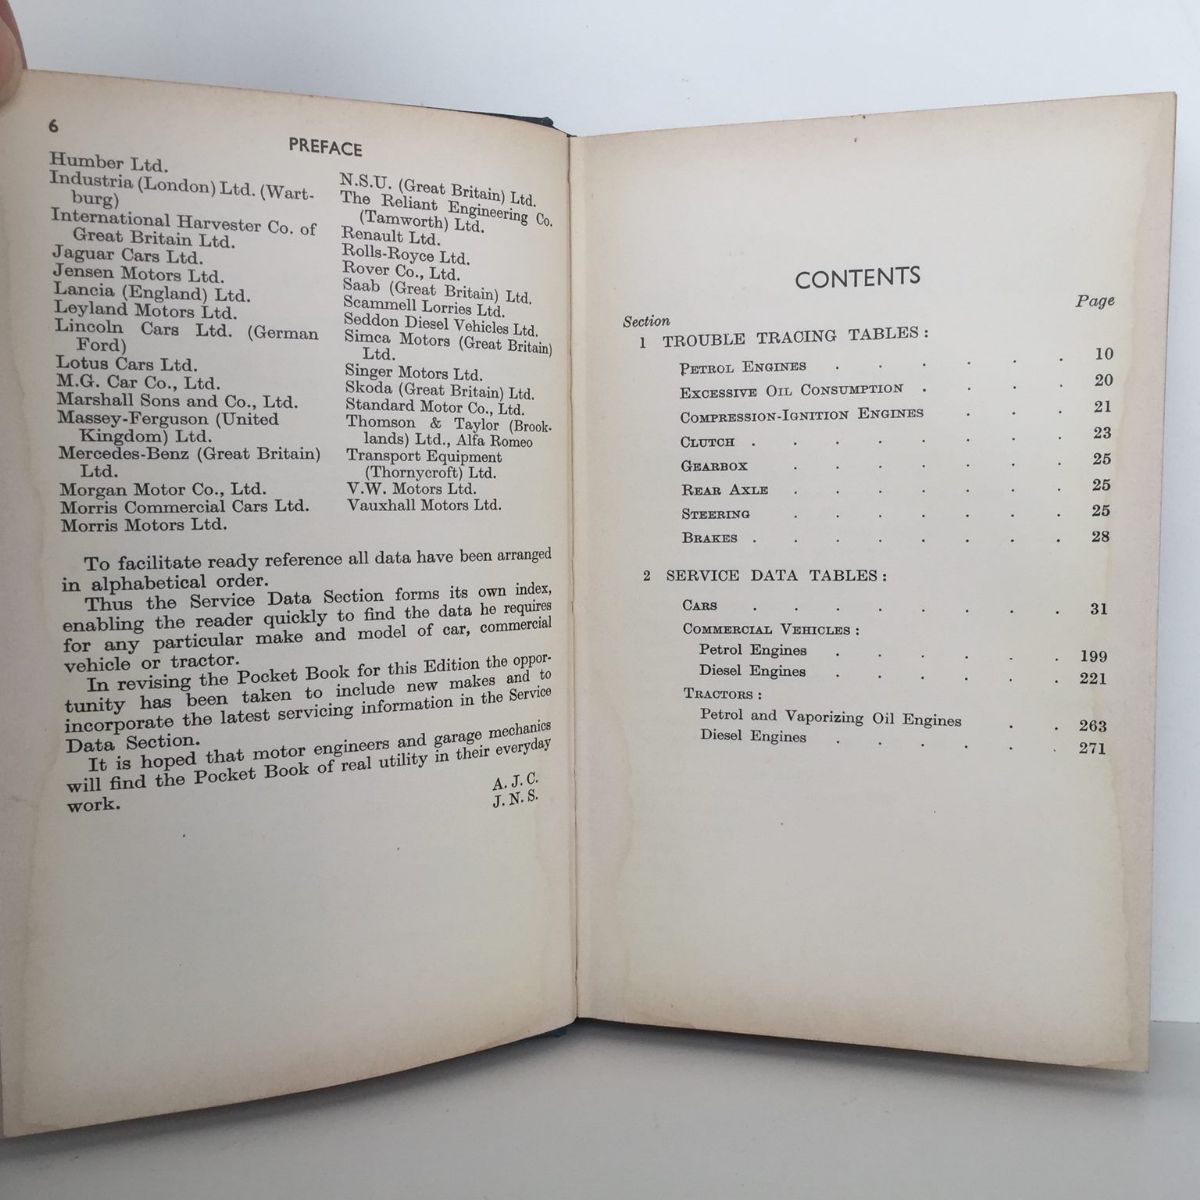 6
PREFACE
Humber Ltd.
Industria (London) Ltd. (Wart-
burg)
International Harvester Co. of
Great Britain Ltd.
Jaguar Cars Ltd.
Jensen Motors Ltd.
Lancia (England) Ltd.
Leyland Motors Ltd.
Lincoln Cars Ltd. (German
Ford)
Lotus Cars Ltd.
M.G. Car Co., Ltd.
Marshall Sons and Co., Ltd.
Massey-Ferguson (United
Kingdom) Ltd.
Mercedes-Benz (Great Britain)
Ltd.
Morgan Motor Co., Ltd.
Morris Commercial Cars Ltd.
Morris Motors Ltd.
N.S.U. (Great Britain) Ltd.
The Reliant Engineering Co.
(Tamworth) Ltd.
Renault Ltd.
Rolls-Royce Ltd.
Rover Co., Ltd.
Saab (Great Britain) Ltd.
Scammell Lorries Ltd.
Seddon Diesel Vehicles Ltd.
Simca Motors (Great Britain)
Ltd.
Singer Motors Ltd.
Skoda (Great Britain) Ltd.
Standard Motor Co., Ltd.
Thomson & Taylor (Brook-
lands) Ltd., Alfa Romeo
Transport Equipment
(Thornycroft) Ltd.
V.W. Motors Ltd.
Vauxhall Motors Ltd.
To facilitate ready reference all data have been arranged
in alphabetical order.
Thus the Service Data Section forms its own index,
enabling the reader quickly to find the data he requires
for any particular make and model of car, commercial
vehicle or tractor.
In revising the Pocket Book for this Edition the oppor-
tunity has been taken to include new makes and to
incorporate the latest servicing information in the Service
Data Section.
It is hoped that motor engineers and garage mechanics
will find the Pocket Book of real utility in their everyday
work.
A. J. C.
J. N. S.
CONTENTS
Section Page
1 TROUBLE TRACING TABLES:
PETROL ENGINES . . . . . . 10
EXCESSIVE OIL CONSUMPTION . . . . 20
COMPRESSION-IGNITION ENGINES . . . 21
CLUTCH . . . . . . . . 23
GEARBOX . . . . . . . 25
REAR AXLE . . . . . . . 25
STEERING . . . . . . . 25
BRAKES . . . . . . . . 28
2 SERVICE DATA TABLES:
CARS . . . . . . . . 31
COMMERCIAL VEHICLES:
Petrol Engines . . . . . . 199
Diesel Engines . . . . . . 221
TRACTORS:
Petrol and Vaporizing Oil Engines . . 263
Diesel Engines . . . . . . 271